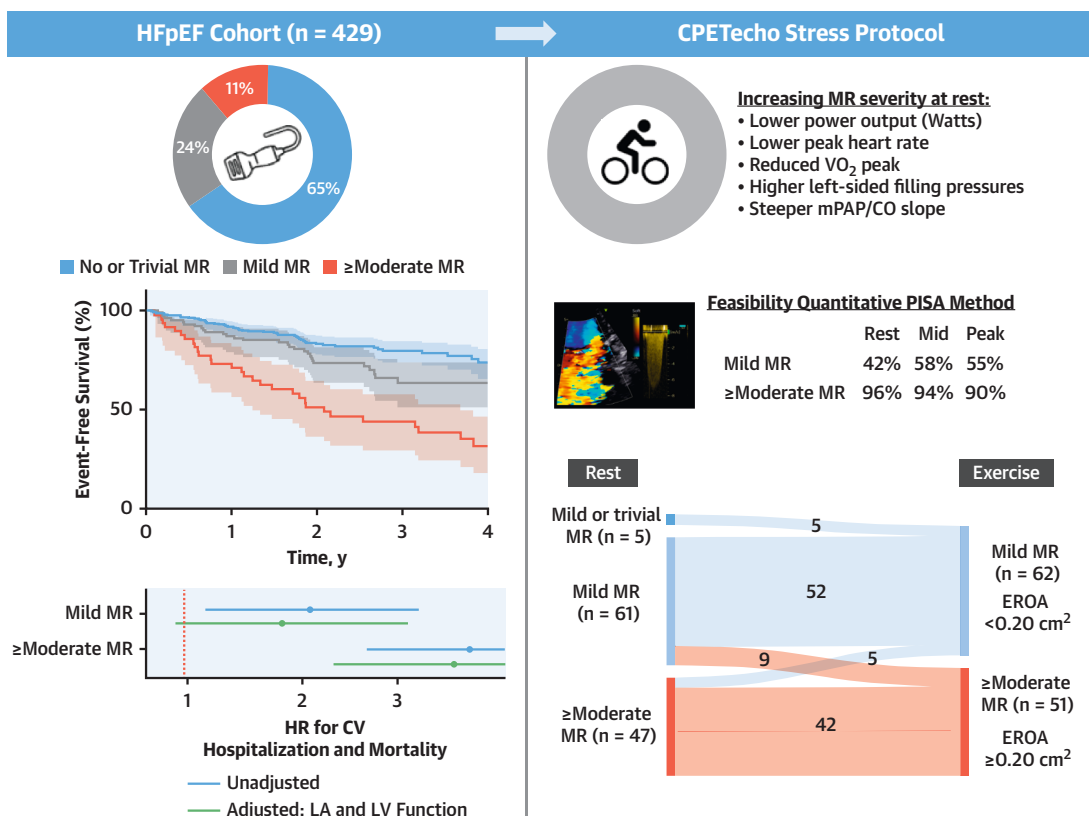 HFpEF Cohort (n = 429)
CPETecho Stress Protocol
11%
24%
65%
No or Trivial MR
Mild MR
≥Moderate MR
Event-Free Survival (%)
100
50
0
0 1 2 3 4
Time, y
Mild MR
≥Moderate MR
1 2 3
HR for CV
Hospitalization and Mortality
Unadjusted
Adjusted: LA and LV Function
Increasing MR severity at rest:
• Lower power output (Watts)
• Lower peak heart rate
• Reduced VO₂ peak
• Higher left-sided filling pressures
• Steeper mPAP/CO slope
Feasibility Quantitative PISA Method
Rest Mid Peak
Mild MR 42% 58% 55%
≥Moderate MR 96% 94% 90%
Rest
Exercise
Mild or trivial
MR (n = 5)
Mild MR
(n = 61)
≥Moderate
MR (n = 47)
5
52
9
5
42
Mild MR
(n = 62)
EROA
<0.20 cm²
≥Moderate
MR (n = 51)
EROA
≥0.20 cm²